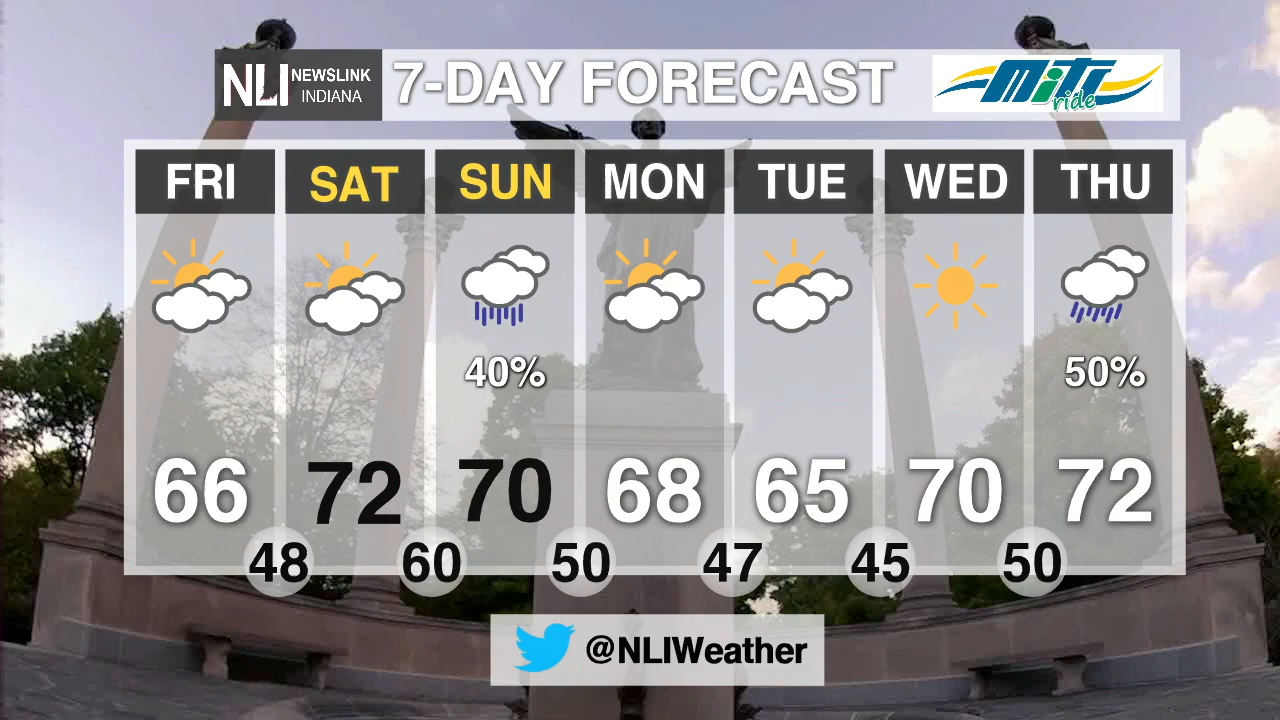 NLI NEWSLINK INDIANA 7-DAY FORECAST MiTS ride
FRI SAT SUN MON TUE WED THU
40% 50%
66 72 70 68 65 70 72
48 60 50 47 45 50
@NLIWeather